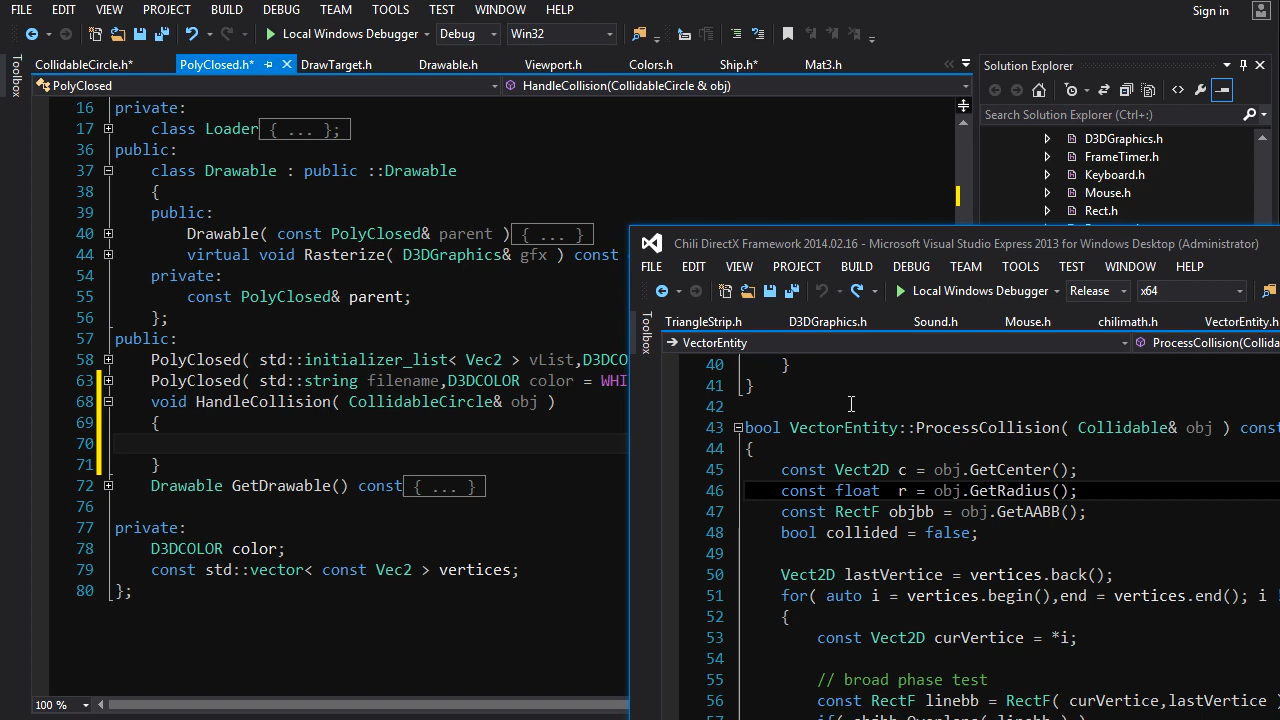 FILE EDIT VIEW PROJECT BUILD DEBUG TEAM TOOLS TEST WINDOW HELP
Sign in
Local Windows Debugger Debug Win32
Toolbox
CollidableCircle.h* PolyClosed.h* DrawTarget.h Drawable.h Viewport.h Colors.h Ship.h* Mat3.h
PolyClosed HandleCollision(CollidableCircle & obj)
16 private:
17 class Loader{ ... };
36 public:
37 class Drawable : public ::Drawable
38 {
39 public:
40 Drawable( const PolyClosed& parent ){ ... }
44 virtual void Rasterize( D3DGraphics& gfx ) const
54 private:
55 const PolyClosed& parent;
56 };
57 public:
58 PolyClosed( std::initializer_list< Vec2 > vList,D3DCO
63 PolyClosed( std::string filename,D3DCOLOR color = WHI
68 void HandleCollision( CollidableCircle& obj )
69 {
70
71 }
72 Drawable GetDrawable() const{ ... }
76
77 private:
78 D3DCOLOR color;
79 const std::vector< const Vec2 > vertices;
80 };
100 %
Solution Explorer
Search Solution Explorer (Ctrl+;)
D3DGraphics.h
FrameTimer.h
Keyboard.h
Mouse.h
Rect.h
Chili DirectX Framework 2014.02.16 - Microsoft Visual Studio Express 2013 for Windows Desktop (Administrator)
FILE EDIT VIEW PROJECT BUILD DEBUG TEAM TOOLS TEST WINDOW HELP
Local Windows Debugger Release x64
Toolbox
TriangleStrip.h D3DGraphics.h Sound.h Mouse.h chilimath.h VectorEntity.h
VectorEntity ProcessCollision(Collida
40 }
41 }
42
43 bool VectorEntity::ProcessCollision( Collidable& obj ) const
44 {
45 const Vect2D c = obj.GetCenter();
46 const float r = obj.GetRadius();
47 const RectF objbb = obj.GetAABB();
48 bool collided = false;
49
50 Vect2D lastVertice = vertices.back();
51 for( auto i = vertices.begin(),end = vertices.end(); i
52 {
53 const Vect2D curVertice = *i;
54
55 // broad phase test
56 const RectF linebb = RectF( curVertice,lastVertice )
57 if( objbb.Overlaps( linebb ) )